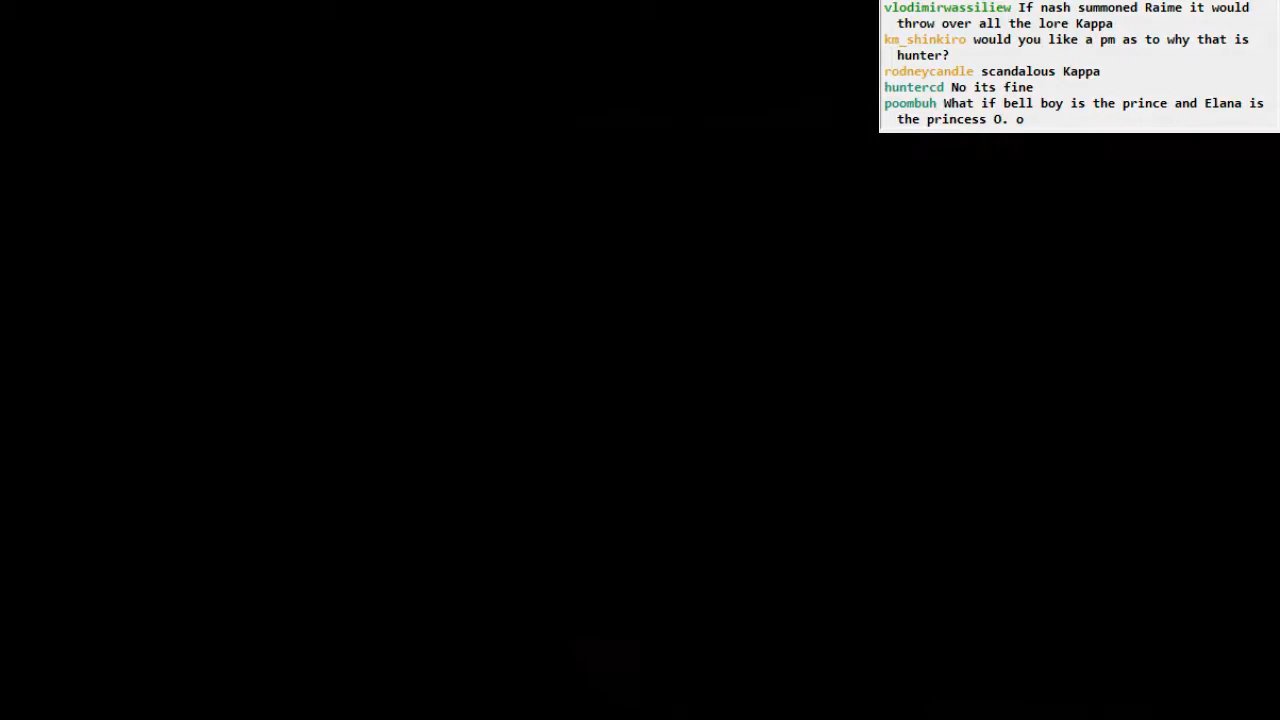 vlodimirwassiliew If nash summoned Raime it would
throw over all the lore Kappa
km_shinkiro would you like a pm as to why that is
hunter?
rodneycandle scandalous Kappa
huntercd No its fine
poombuh What if bell boy is the prince and Elana is
the princess O. o